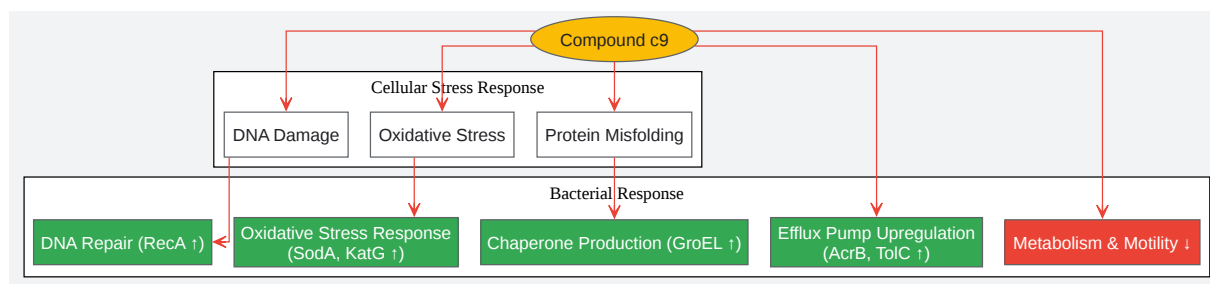 Compound c9
Cellular Stress Response
DNA Damage
Oxidative Stress
Protein Misfolding
Bacterial Response
DNA Repair (RecA ↑)
Oxidative Stress Response
(SodA, KatG ↑)
Chaperone Production (GroEL ↑)
Efflux Pump Upregulation
(AcrB, TolC ↑)
Metabolism & Motility ↓